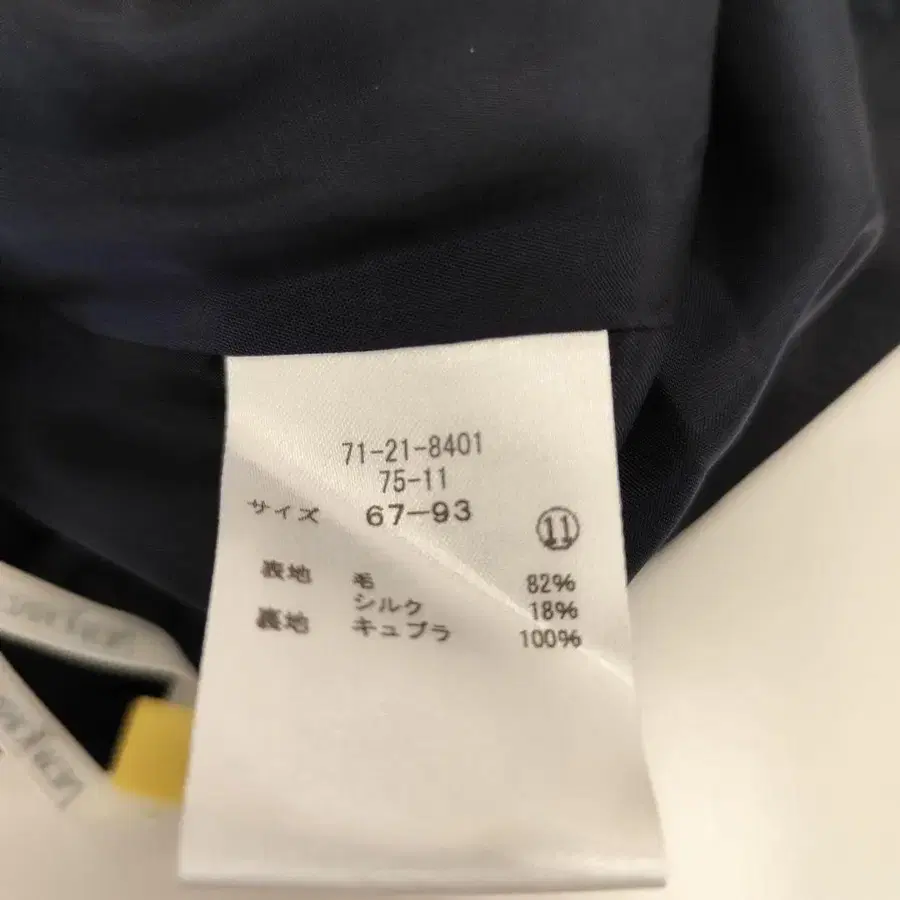 71-21-8401
75-11
サイズ 67-93
11
表地 毛 82%
シルク 18%
裏地 キュプラ 100%